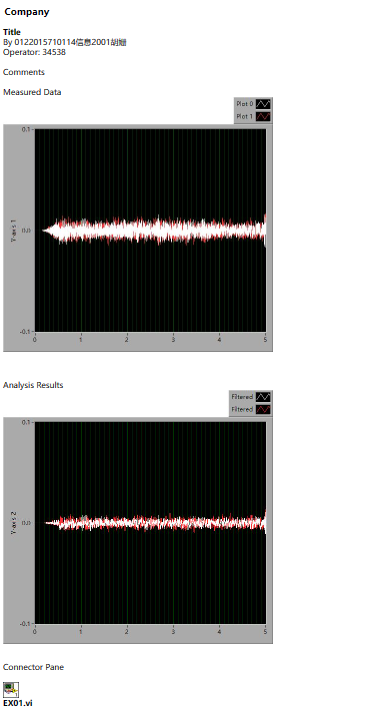 Company
Title
By 0122015710114信息2001胡姗
Operator: 34538
Comments
Measured Data
Plot 0
Plot 1
0.1
Y axis 1
0.0
-0.1
0 1 2 3 4 5
Analysis Results
Filtered
Filtered
0.1
Y axis 2
0.0
-0.1
0 1 2 3 4 5
Connector Pane
EX01.vi